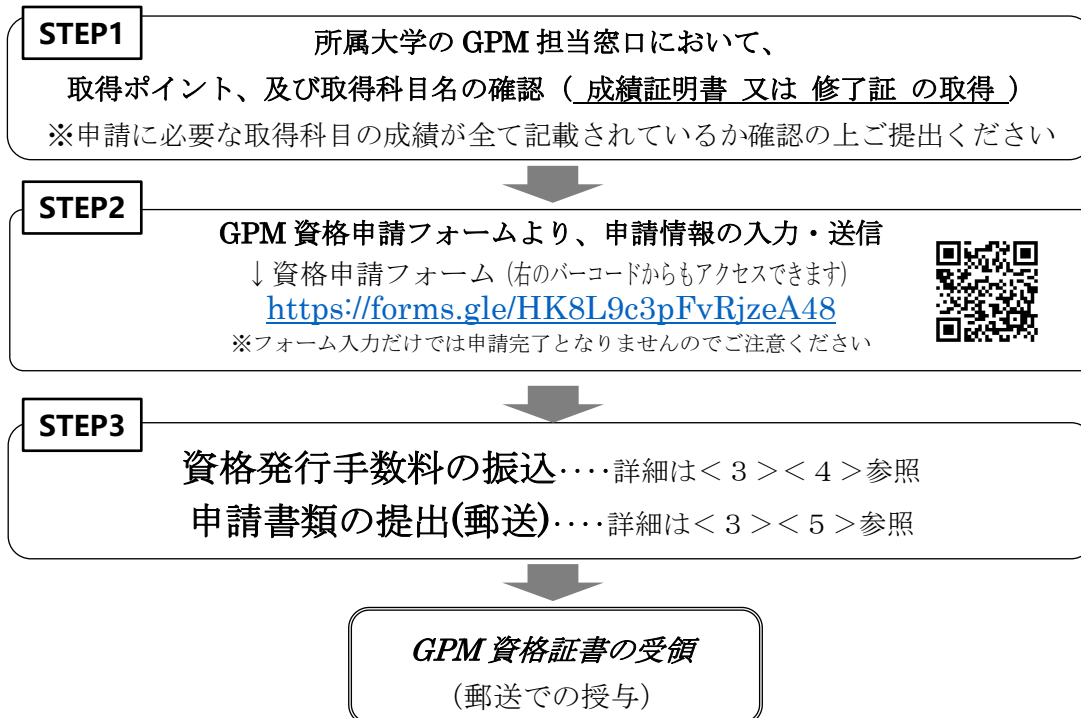 STEP1
所属大学の GPM 担当窓口において、
取得ポイント、及び取得科目名の確認（ 成績証明書 又は 修了証 の取得 ）
※申請に必要な取得科目の成績が全て記載されているか確認の上ご提出ください
STEP2
GPM 資格申請フォームより、申請情報の入力・送信
↓資格申請フォーム (右のバーコードからもアクセスできます)
https://forms.gle/HK8L9c3pFvRjzeA48
※フォーム入力だけでは申請完了となりませんのでご注意ください
STEP3
資格発行手数料の振込‥‥詳細は＜３＞＜４＞参照
申請書類の提出(郵送)‥‥詳細は＜３＞＜５＞参照
GPM 資格証書の受領
（郵送での授与）